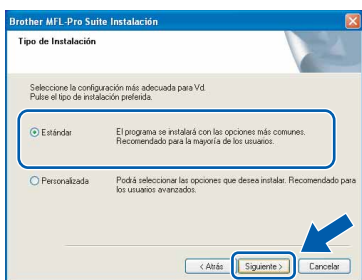 Brother MFL-Pro Suite Instalación
Tipo de Instalación
Seleccione la configuración más adecuada para Vd.
Pulse el tipo de instalación preferida.
Estándar
El programa se instalará con las opciones más comunes.
Recomendado para la mayoría de los usuarios.
Personalizada
Podrá seleccionar las opciones que desea instalar. Recomendado para
los usuarios avanzados.
< Atrás
Siguiente >
Cancelar